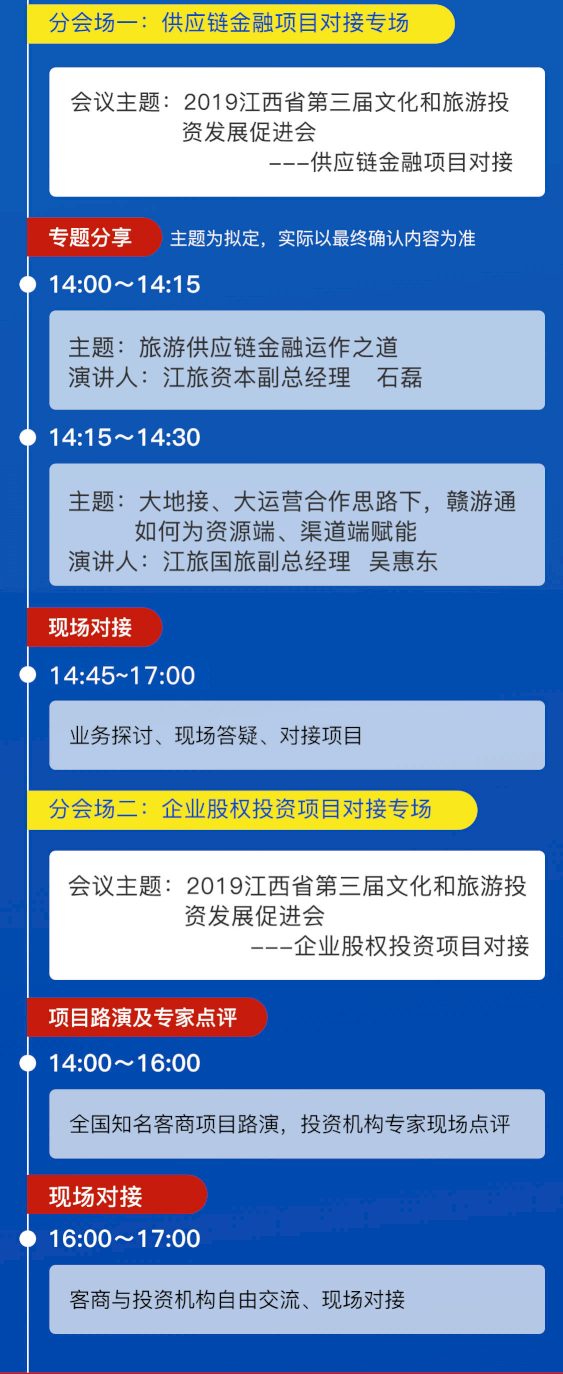 分会场一：供应链金融项目对接专场
会议主题：2019江西省第三届文化和旅游投
资发展促进会
---供应链金融项目对接
专题分享 主题为拟定，实际以最终确认内容为准
14:00～14:15
主题：旅游供应链金融运作之道
演讲人：江旅资本副总经理 石磊
14:15～14:30
主题：大地接、大运营合作思路下，赣游通
如何为资源端、渠道端赋能
演讲人：江旅国旅副总经理 吴惠东
现场对接
14:45~17:00
业务探讨、现场答疑、对接项目
分会场二：企业股权投资项目对接专场
会议主题：2019江西省第三届文化和旅游投
资发展促进会
---企业股权投资项目对接
项目路演及专家点评
14:00～16:00
全国知名客商项目路演，投资机构专家现场点评
现场对接
16:00～17:00
客商与投资机构自由交流、现场对接